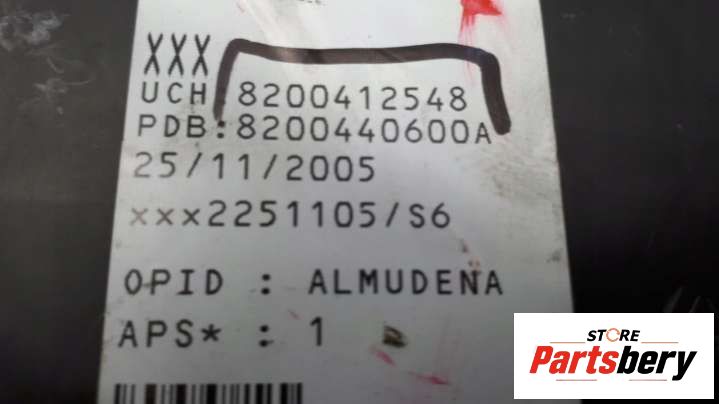 XXX
UCH 8200412548
PDB:8200440600A
25/11/2005
xxx2251105/S6
OPID : ALMUDENA
APS* : 1
STORE
Partsbery